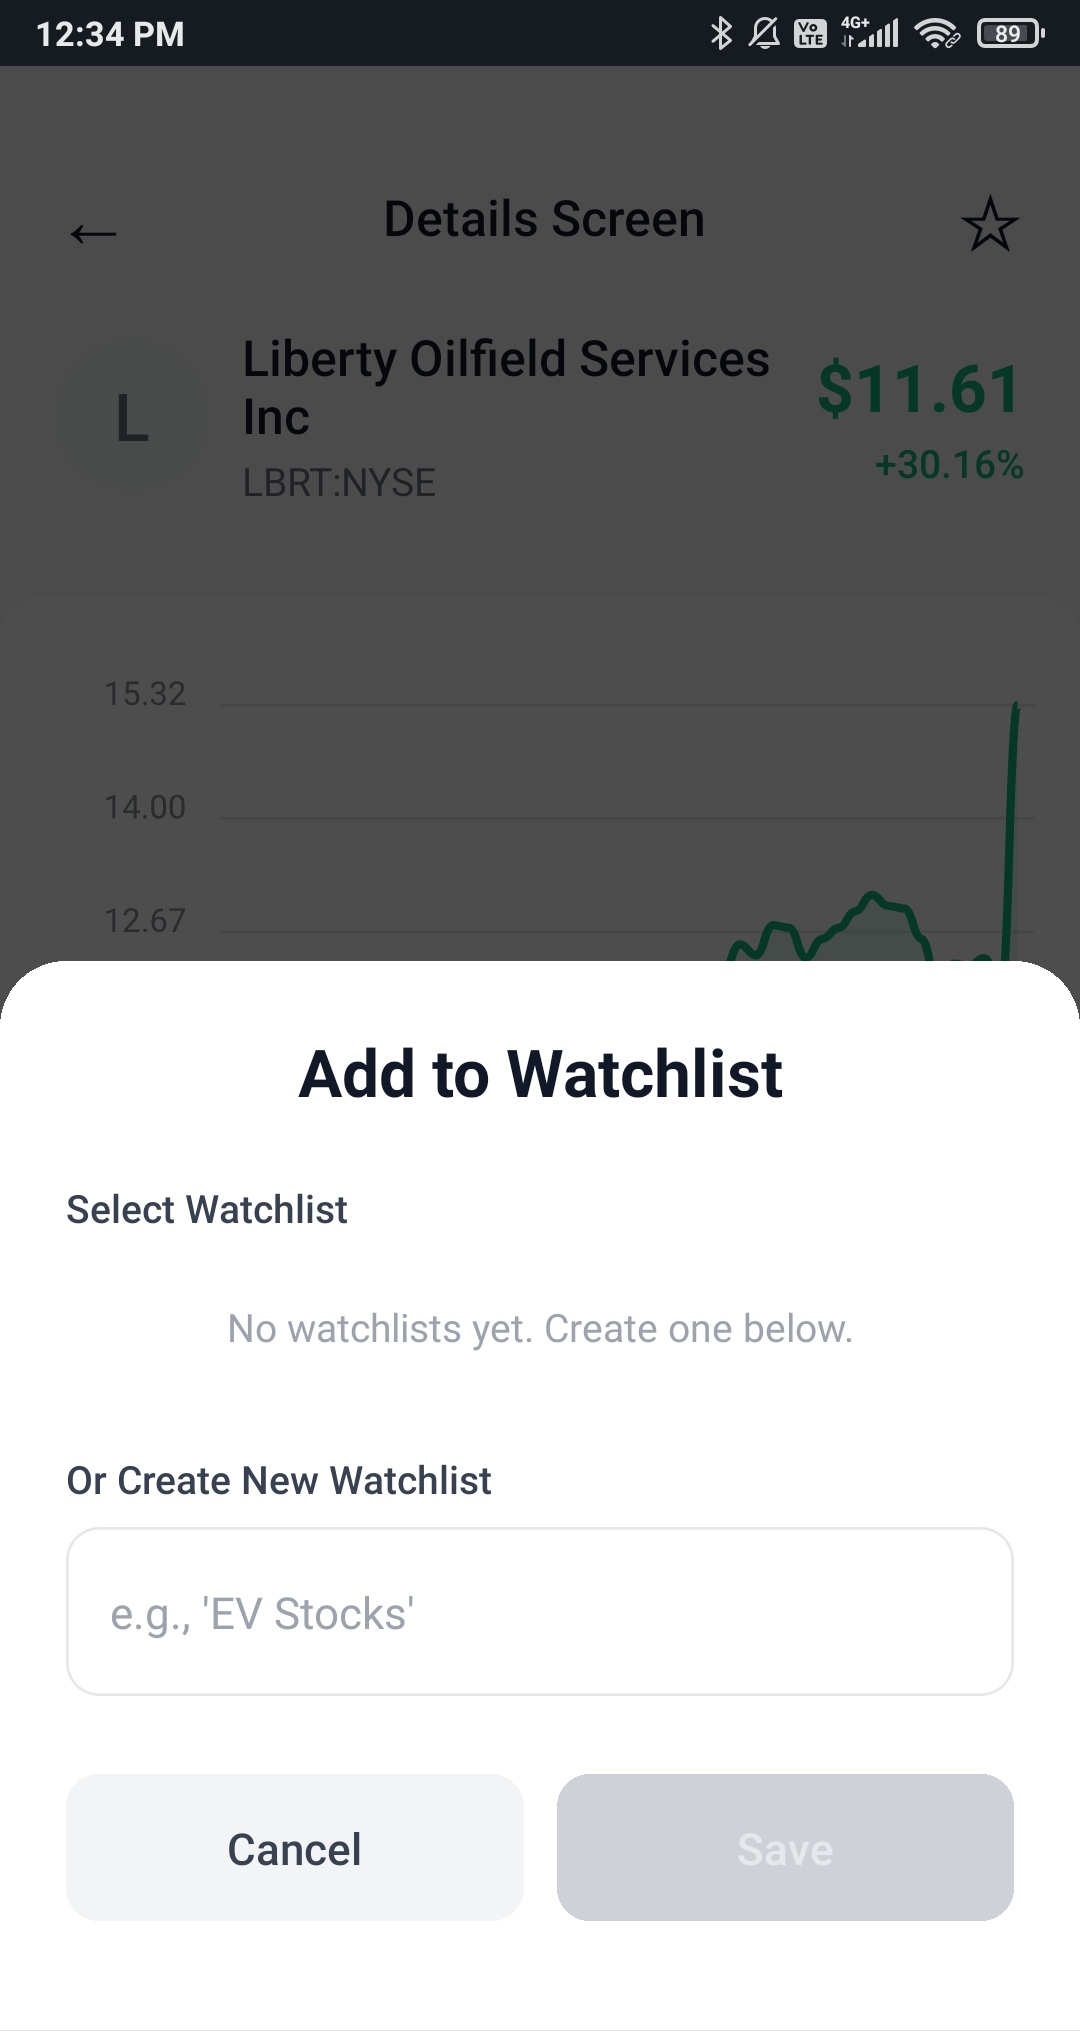 12:34 PM
Vo LTE
4G+
89
←
Details Screen
Liberty Oilfield Services
Inc
L
LBRT:NYSE
$11.61
+30.16%
15.32
14.00
12.67
Add to Watchlist
Select Watchlist
No watchlists yet. Create one below.
Or Create New Watchlist
e.g., 'EV Stocks'
Cancel
Save